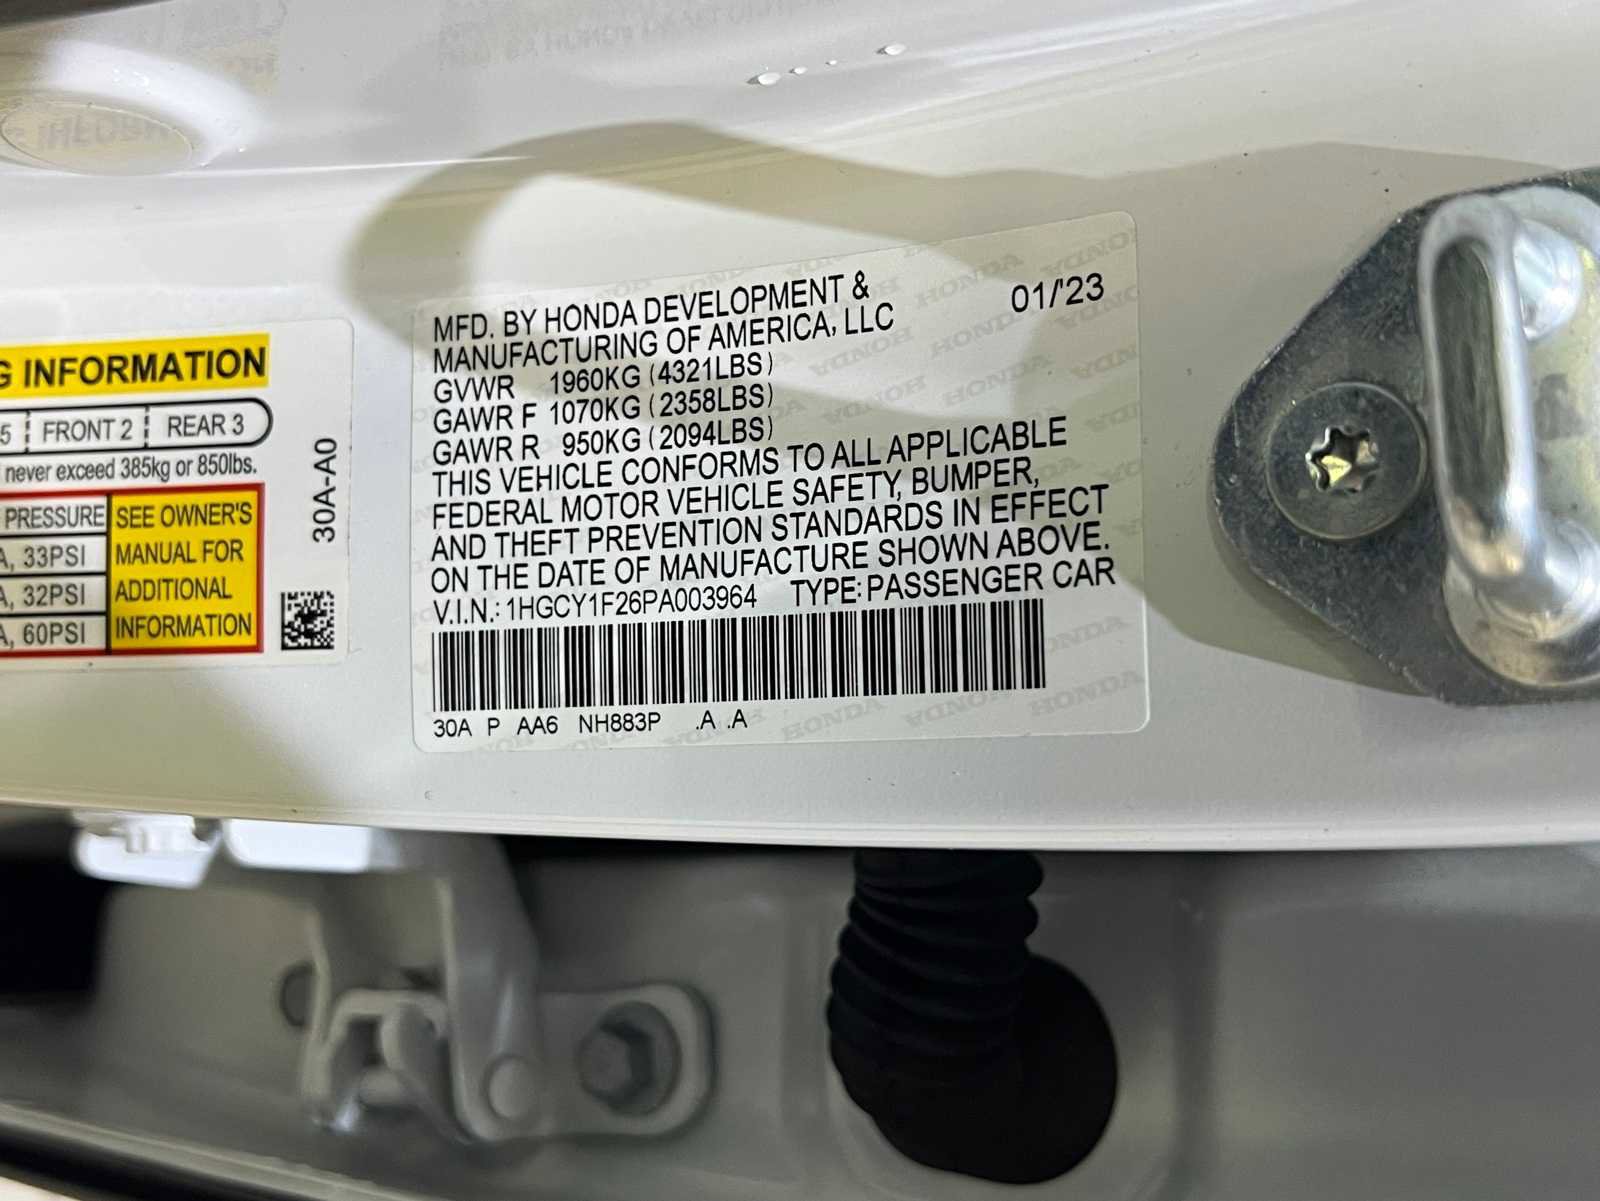 G INFORMATION
5 FRONT 2 REAR 3
never exceed 385kg or 850lbs.
PRESSURE
A, 33PSI
A, 32PSI
A, 60PSI
SEE OWNER'S
MANUAL FOR
ADDITIONAL
INFORMATION
30A-A0
MFD. BY HONDA DEVELOPMENT &
MANUFACTURING OF AMERICA, LLC
01/'23
GVWR 1960KG (4321LBS)
GAWR F 1070KG (2358LBS)
GAWR R 950KG (2094LBS)
THIS VEHICLE CONFORMS TO ALL APPLICABLE
FEDERAL MOTOR VEHICLE SAFETY, BUMPER,
AND THEFT PREVENTION STANDARDS IN EFFECT
ON THE DATE OF MANUFACTURE SHOWN ABOVE.
V.I.N.: 1HGCY1F26PA003964 TYPE: PASSENGER CAR
30A P AA6 NH883P .A .A